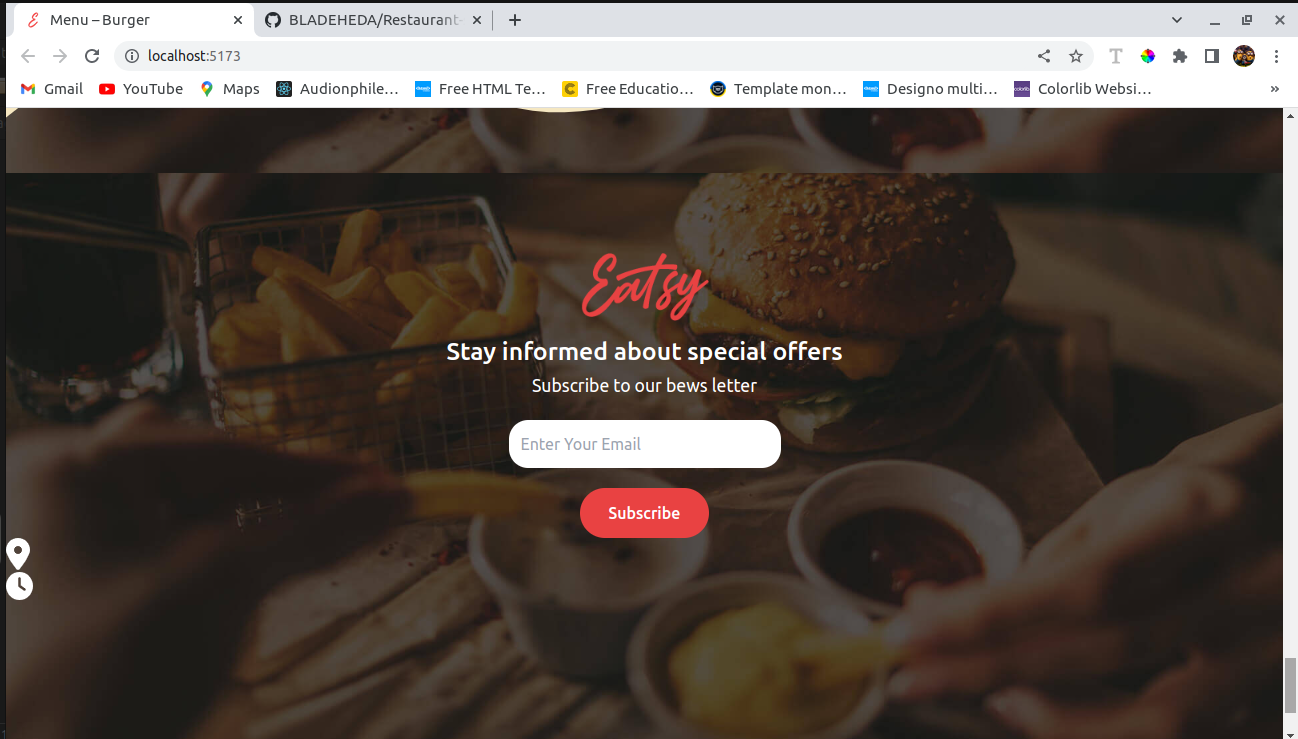 Menu – Burger
BLADEHEDA/Restaurant-
localhost:5173
Gmail
YouTube
Maps
Audionphile…
Free HTML Te…
Free Educatio…
Template mon…
Designo multi…
Colorlib Websi…
»
Eatsy
Stay informed about special offers
Subscribe to our bews letter
Enter Your Email
Subscribe